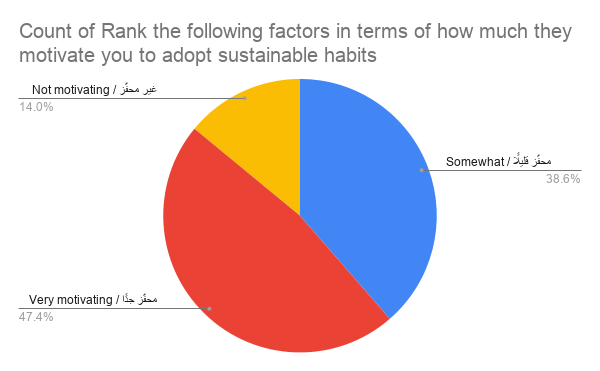 Count of Rank the following factors in terms of how much they
motivate you to adopt sustainable habits
Not motivating / غير محفّز
14.0%
Somewhat / محفّز قليلًا
38.6%
Very motivating / محفّز جدًّا
47.4%